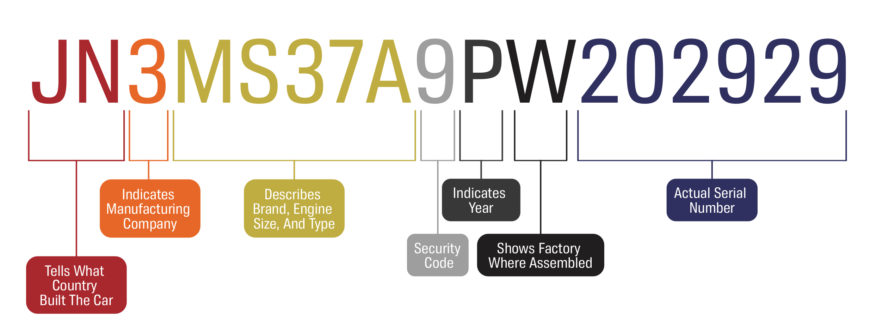 JN3MS37A9PW202929
Indicates
Manufacturing
Company
Describes
Brand, Engine
Size, And Type
Indicates
Year
Actual Serial
Number
Security
Code
Shows Factory
Where Assembled
Tells What
Country
Built The Car